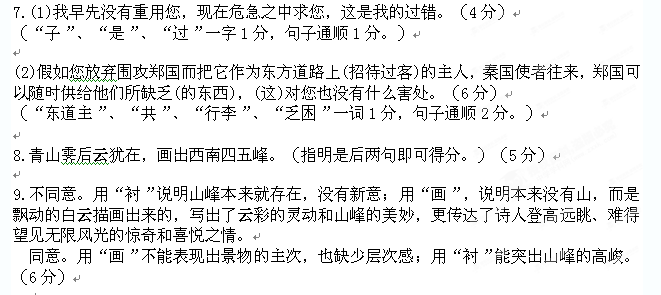 7.(1)我早先没有重用您，现在危急之中求您，这是我的过错。（4分）
（“子”、“是”、“过”一字1分，句子通顺1分。）
(2)假如您放弃围攻郑国而把它作为东方道路上(招待过客)的主人，秦国使者往来，郑国可
以随时供给他们所缺乏(的东西)，(这)对您也没有什么害处。（6分）
（“东道主”、“共”、“行李”、“乏困”一词1分，句子通顺2分。）
8.青山霁后云犹在，画出西南四五峰。（指明是后两句即可得分。）（5分）
9.不同意。用“衬”说明山峰本来就存在，没有新意；用“画”，说明本来没有山，而是
飘动的白云描画出来的，写出了云彩的灵动和山峰的美妙，更传达了诗人登高远眺、难得
望见无限风光的惊奇和喜悦之情。
同意。用“画”不能表现出景物的主次，也缺少层次感；用“衬”能突出山峰的高峻。
（6分）